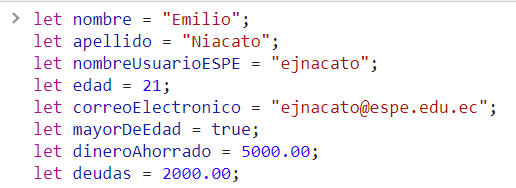 > let nombre = "Emilio";
let apellido = "Niacato";
let nombreUsuarioESPE = "ejnacato";
let edad = 21;
let correoElectronico = "ejnacato@espe.edu.ec";
let mayorDeEdad = true;
let dineroAhorrado = 5000.00;
let deudas = 2000.00;